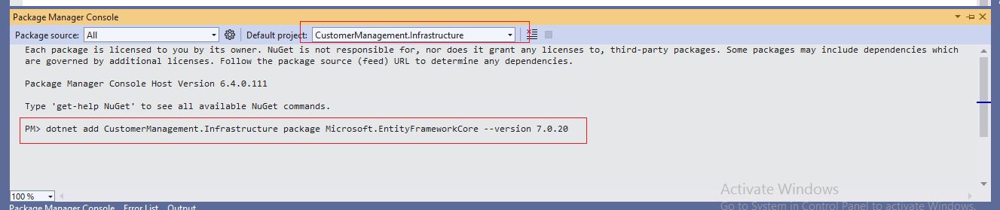 Package Manager Console
Package source: All Default project: CustomerManagement.Infrastructure
Each package is licensed to you by its owner. NuGet is not responsible for, nor does it grant any licenses to, third-party packages. Some packages may include dependencies which
are governed by additional licenses. Follow the package source (feed) URL to determine any dependencies.
Package Manager Console Host Version 6.4.0.111
Type 'get-help NuGet' to see all available NuGet commands.
PM> dotnet add CustomerManagement.Infrastructure package Microsoft.EntityFrameworkCore --version 7.0.20
Activate Windows
100 %
Go to System in Control Panel to activate Windows.
Package Manager Console Error List Output